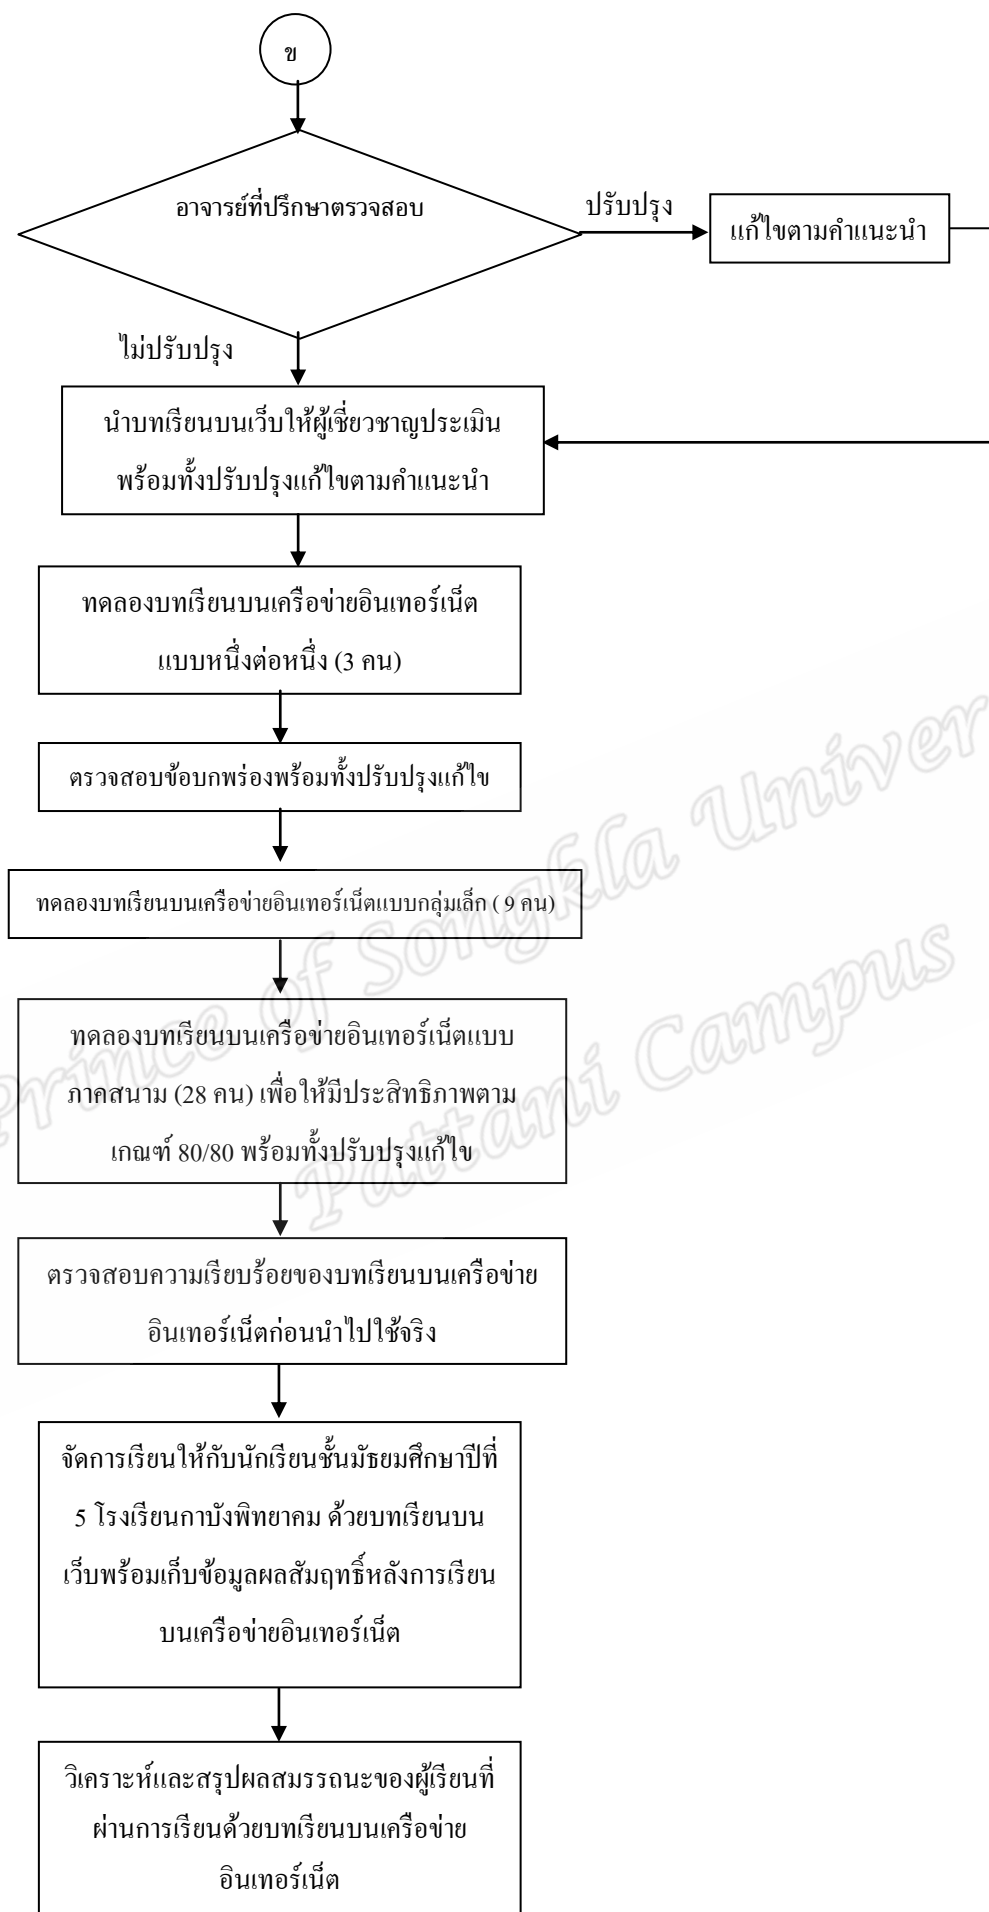 ข
อาจารย์ที่ปรึกษาตรวจสอบ
ปรับปรุง
แก้ไขตามคำแนะนำ
ไม่ปรับปรุง
นำบทเรียนบนเว็บให้ผู้เชี่ยวชาญประเมิน
พร้อมทั้งปรับปรุงแก้ไขตามคำแนะนำ
ทดลองบทเรียนบนเครือข่ายอินเทอร์เน็ต
แบบหนึ่งต่อหนึ่ง (3 คน)
ตรวจสอบข้อบกพร่องพร้อมทั้งปรับปรุงแก้ไข
ทดลองบทเรียนบนเครือข่ายอินเทอร์เน็ตแบบกลุ่มเล็ก ( 9 คน)
ทดลองบทเรียนบนเครือข่ายอินเทอร์เน็ตแบบ
ภาคสนาม (28 คน) เพื่อให้มีประสิทธิภาพตาม
เกณฑ์ 80/80 พร้อมทั้งปรับปรุงแก้ไข
ตรวจสอบความเรียบร้อยของบทเรียนบนเครือข่าย
อินเทอร์เน็ตก่อนนำไปใช้จริง
จัดการเรียนให้กับนักเรียนชั้นมัธยมศึกษาปีที่
5 โรงเรียนกาบังพิทยาคม ด้วยบทเรียนบน
เว็บพร้อมเก็บข้อมูลผลสัมฤทธิ์หลังการเรียน
บนเครือข่ายอินเทอร์เน็ต
วิเคราะห์และสรุปผลสมรรถนะของผู้เรียนที่
ผ่านการเรียนด้วยบทเรียนบนเครือข่าย
อินเทอร์เน็ต
Prince of Songkla Univer
Pattani Campus